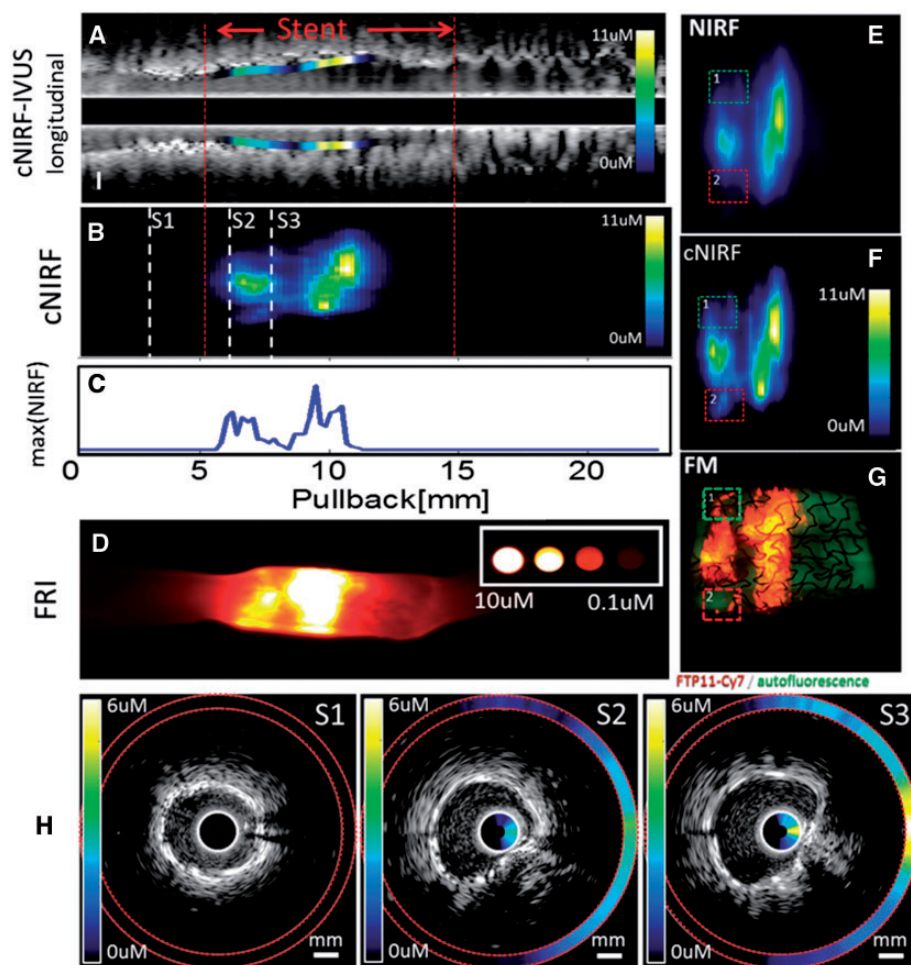 A
Stent
11uM
0uM
I
cNIRF-IVUS
longitudinal
B
S1
S2
S3
11uM
0uM
cNIRF
C
max(NIRF)
0
5
10
15
20
Pullback[mm]
D
FRI
10uM
0.1uM
NIRF
E
1
2
cNIRF
F
1
2
11uM
0uM
FM
G
1
2
FTP11-Cy7 / autofluorescence
H
6uM
S1
0uM
mm
6uM
S2
0uM
mm
6uM
S3
0uM
mm